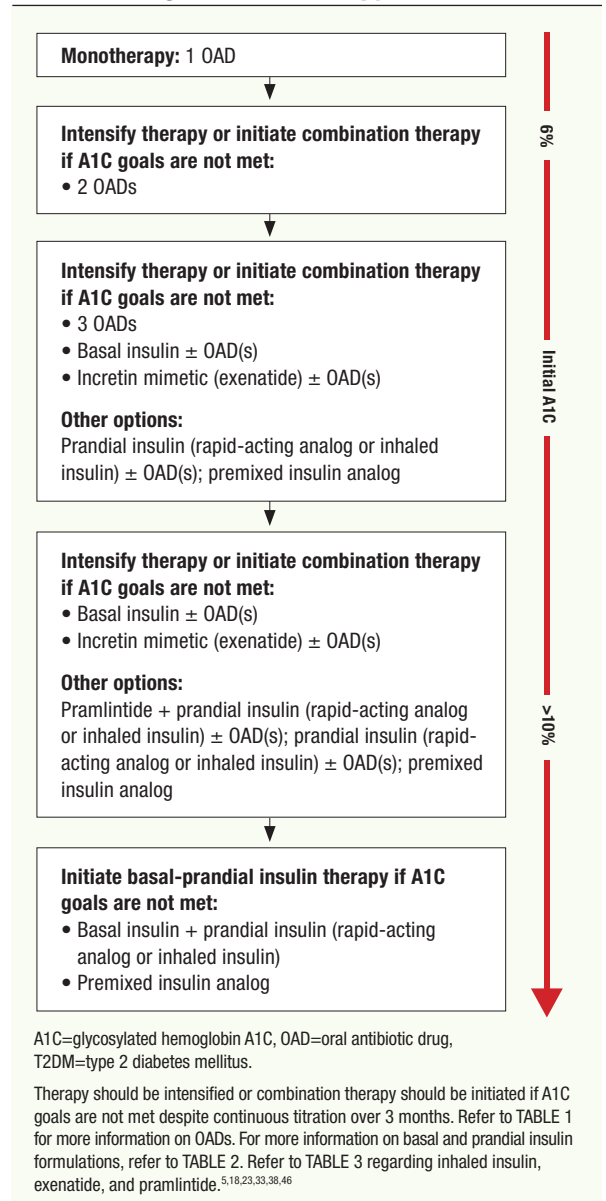 Monotherapy: 1 OAD
Intensify therapy or initiate combination therapy
if A1C goals are not met:
• 2 OADs
Intensify therapy or initiate combination therapy
if A1C goals are not met:
• 3 OADs
• Basal insulin ± OAD(s)
• Incretin mimetic (exenatide) ± OAD(s)
Other options:
Prandial insulin (rapid-acting analog or inhaled
insulin) ± OAD(s); premixed insulin analog
Intensify therapy or initiate combination therapy
if A1C goals are not met:
• Basal insulin ± OAD(s)
• Incretin mimetic (exenatide) ± OAD(s)
Other options:
Pramlintide + prandial insulin (rapid-acting analog
or inhaled insulin) ± OAD(s); prandial insulin (rapid-
acting analog or inhaled insulin) ± OAD(s); premixed
insulin analog
Initiate basal-prandial insulin therapy if A1C
goals are not met:
• Basal insulin + prandial insulin (rapid-acting
analog or inhaled insulin)
• Premixed insulin analog
6%
Initial A1C
>10%
A1C=glycosylated hemoglobin A1C, OAD=oral antibiotic drug,
T2DM=type 2 diabetes mellitus.
Therapy should be intensified or combination therapy should be initiated if A1C
goals are not met despite continuous titration over 3 months. Refer to TABLE 1
for more information on OADs. For more information on basal and prandial insulin
formulations, refer to TABLE 2. Refer to TABLE 3 regarding inhaled insulin,
exenatide, and pramlintide.5,18,23,33,38,46